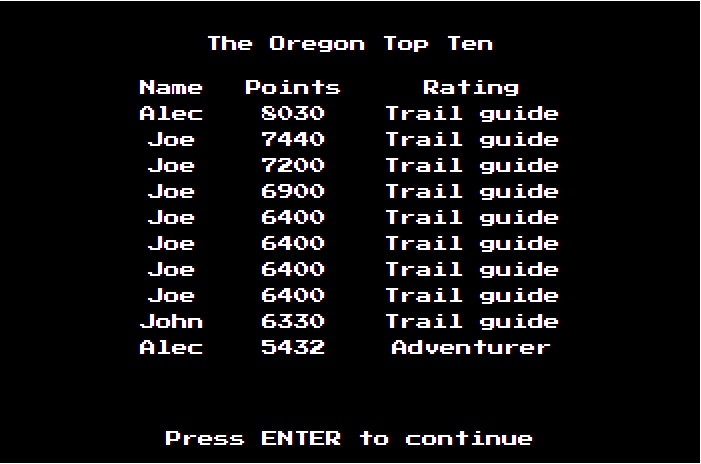 The Oregon Top Ten
Name Points Rating
Alec 8030 Trail guide
Joe 7440 Trail guide
Joe 7200 Trail guide
Joe 6900 Trail guide
Joe 6400 Trail guide
Joe 6400 Trail guide
Joe 6400 Trail guide
Joe 6400 Trail guide
John 6330 Trail guide
Alec 5432 Adventurer
Press ENTER to continue